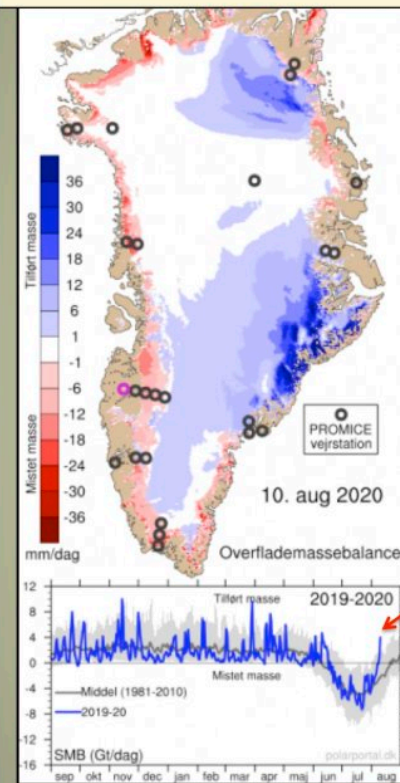 Tilført masse
36
30
24
18
12
6
1
-1
-6
-12
-18
-24
-30
-36
Mistet masse
mm/dag
PROMICE
vejrstation
10. aug 2020
Overflademassebalance
12
8
4
0
-4
-8
-12
-16
Tilført masse
2019-2020
Mistet masse
Middel (1981-2010)
2019-20
SMB (Gt/dag)
polarportal.dk
sep okt nov dec jan feb mar apr maj jun jul aug